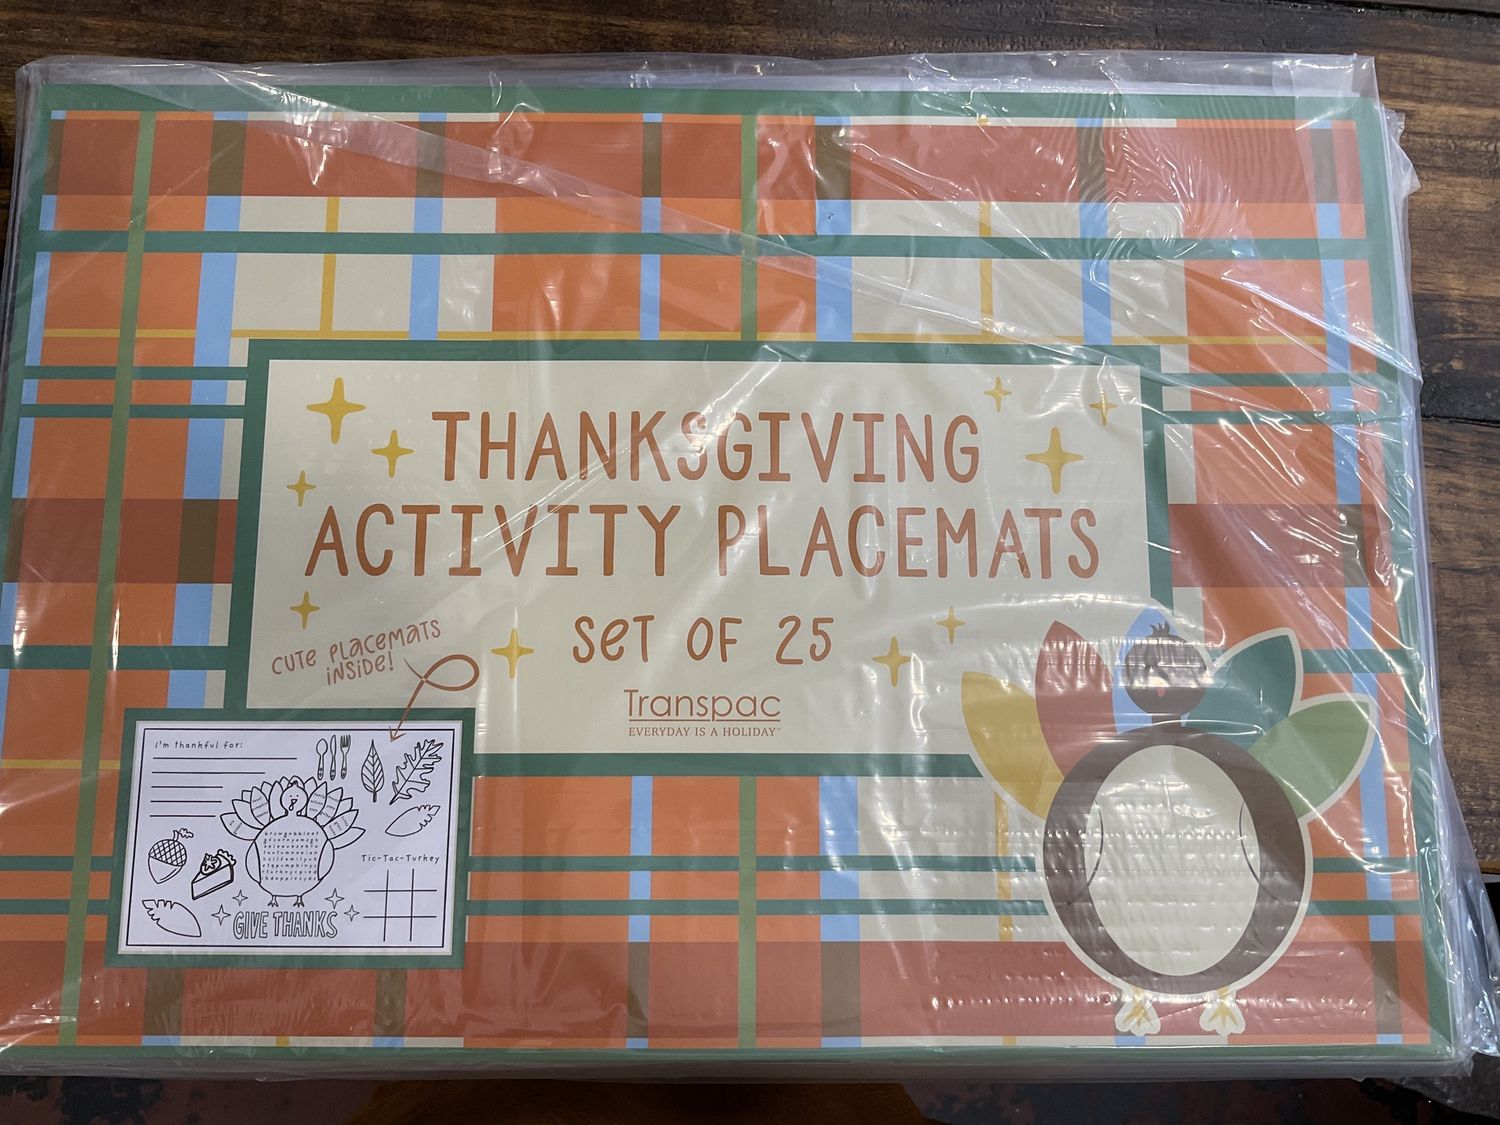 THANKSGIVING
ACTIVITY PLACEMATS
SET OF 25
CUTE PLACEMATS
INSIDE!
Transpac
EVERYDAY IS A HOLIDAY™
I'm thankful for:
Tic-Tac-Turkey
GIVE THANKS